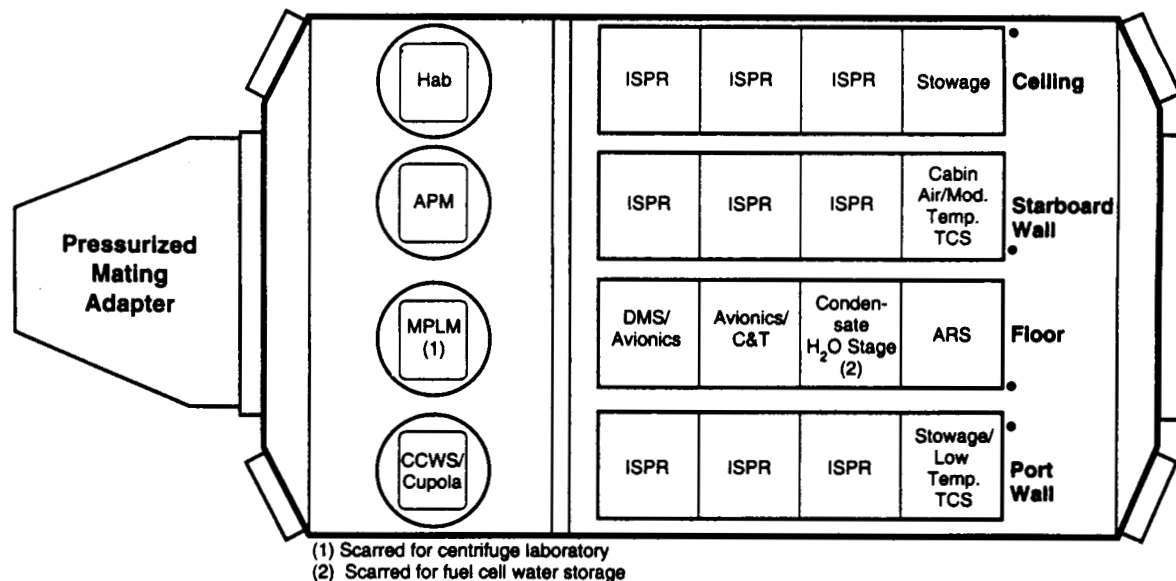 Pressurized
Mating
Adapter
Hab
APM
MPLM
(1)
CCWS/
Cupola
ISPR
ISPR
ISPR
Stowage
Ceiling
ISPR
ISPR
ISPR
Cabin
Air/Mod.
Temp.
TCS
Starboard
Wall
DMS/
Avionics
Avionics/
C&T
Conden-
sate
H2O Stage
(2)
ARS
Floor
ISPR
ISPR
ISPR
Stowage/
Low
Temp.
TCS
Port
Wall
(1) Scarred for centrifuge laboratory
(2) Scarred for fuel cell water storage